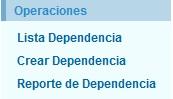 Operaciones
Lista Dependencia
Crear Dependencia
Reporte de Dependencia